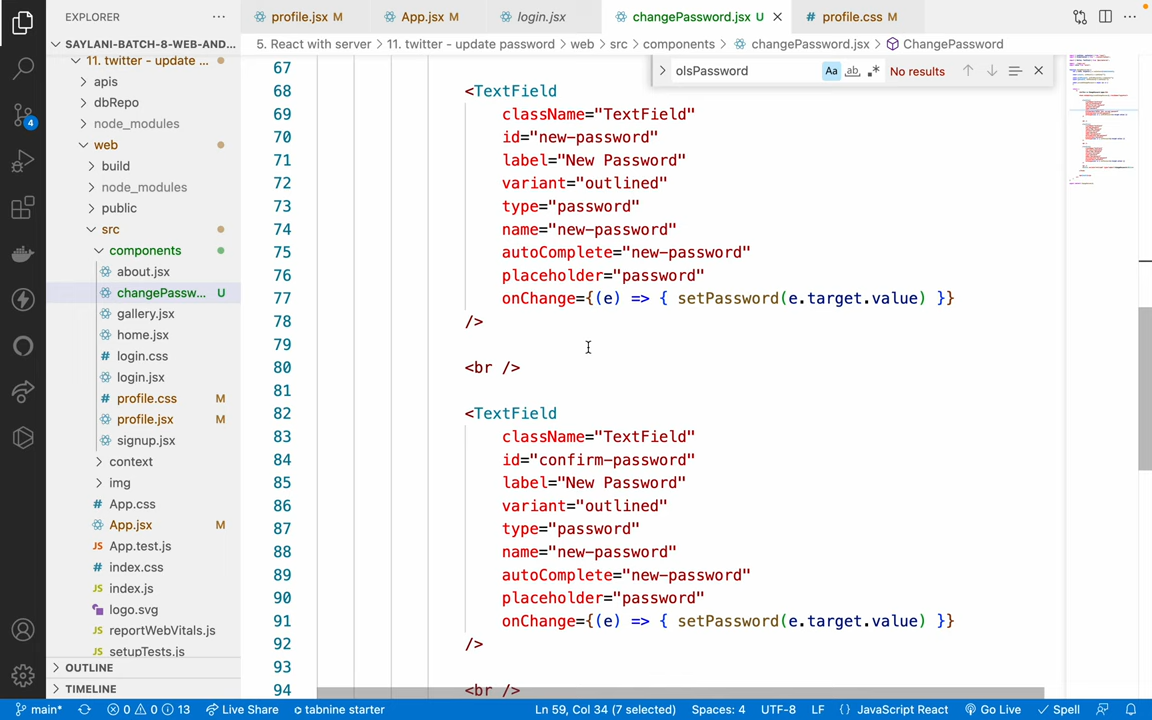 EXPLORER
profile.jsx M
App.jsx M
login.jsx
changePassword.jsx U
profile.css M
SAYLANI-BATCH-8-WEB-AND...
5. React with server > 11. twitter - update password > web > src > components > changePassword.jsx > ChangePassword
11. twitter - update ...
apis
dbRepo
node_modules
web
build
node_modules
public
src
components
about.jsx
changePassw... U
gallery.jsx
home.jsx
login.css
login.jsx
profile.css M
profile.jsx M
signup.jsx
context
img
App.css
App.jsx M
App.test.js
index.css
index.js
logo.svg
reportWebVitals.js
setupTests.js
OUTLINE
TIMELINE
4
olsPassword Aa ab .* No results
67
68 <TextField
69 className="TextField"
70 id="new-password"
71 label="New Password"
72 variant="outlined"
73 type="password"
74 name="new-password"
75 autoComplete="new-password"
76 placeholder="password"
77 onChange={(e) => { setPassword(e.target.value) }}
78 />
79
80 <br />
81
82 <TextField
83 className="TextField"
84 id="confirm-password"
85 label="New Password"
86 variant="outlined"
87 type="password"
88 name="new-password"
89 autoComplete="new-password"
90 placeholder="password"
91 onChange={(e) => { setPassword(e.target.value) }}
92 />
93
94 <br />
main* 0 0 13 Live Share tabnine starter Ln 59, Col 34 (7 selected) Spaces: 4 UTF-8 LF {} JavaScript React Go Live Spell